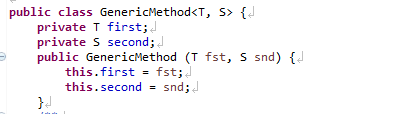 public class GenericMethod<T, S> {
    private T first;
    private S second;
    public GenericMethod (T fst, S snd) {
        this.first = fst;
        this.second = snd;
    }